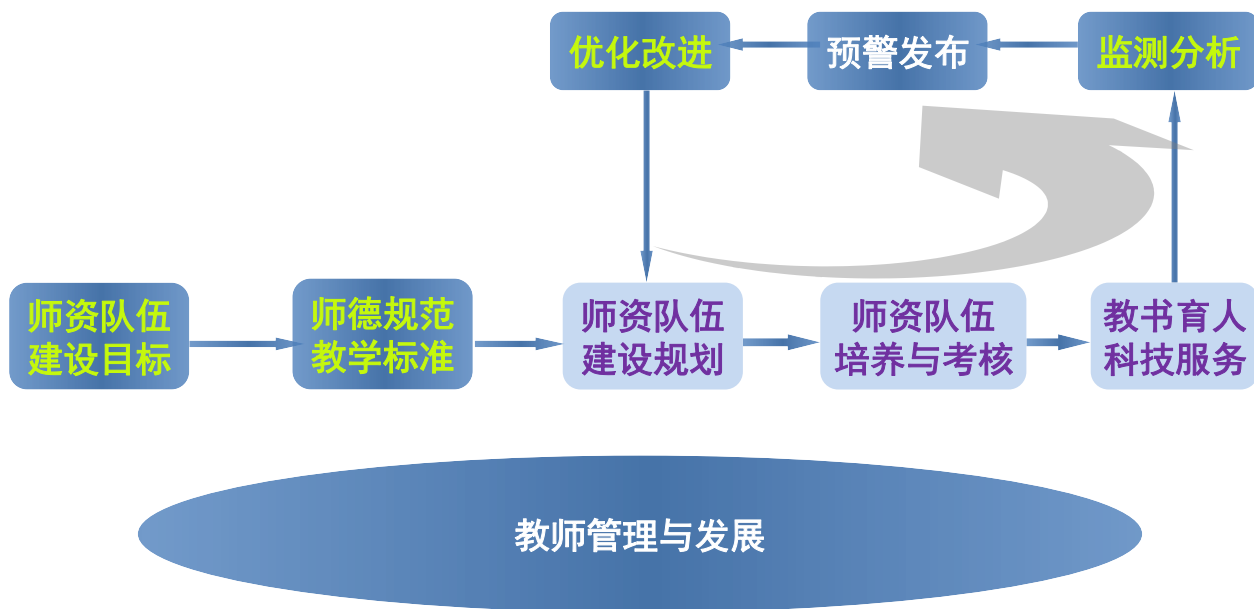 优化改进
预警发布
监测分析
师资队伍
建设目标
师德规范
教学标准
师资队伍
建设规划
师资队伍
培养与考核
教书育人
科技服务
教师管理与发展